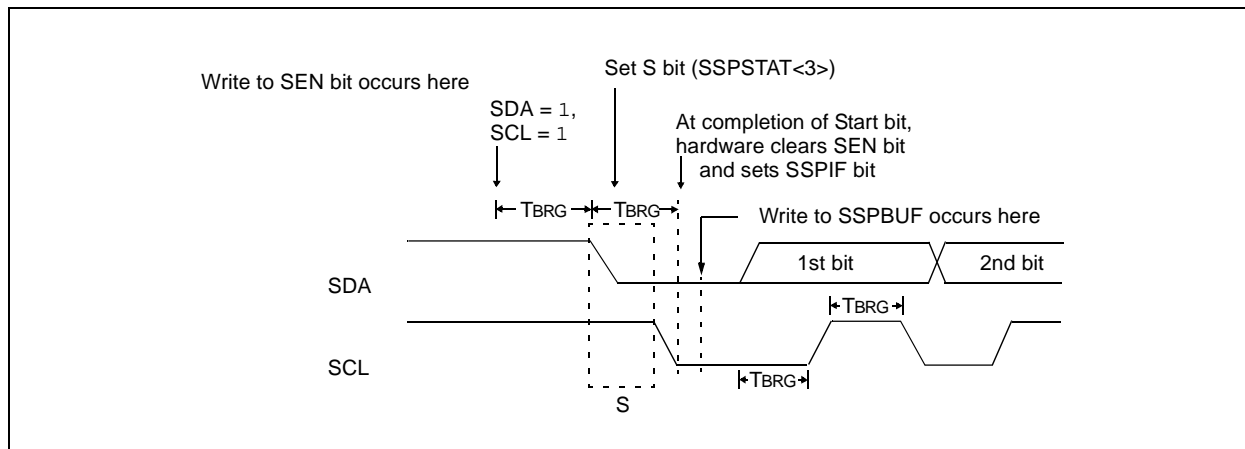 Write to SEN bit occurs here
Set S bit (SSPSTAT<3>)
SDA = 1,
SCL = 1
At completion of Start bit,
hardware clears SEN bit
and sets SSPIF bit
TBRG
TBRG
Write to SSPBUF occurs here
SDA
1st bit
2nd bit
TBRG
SCL
TBRG
S